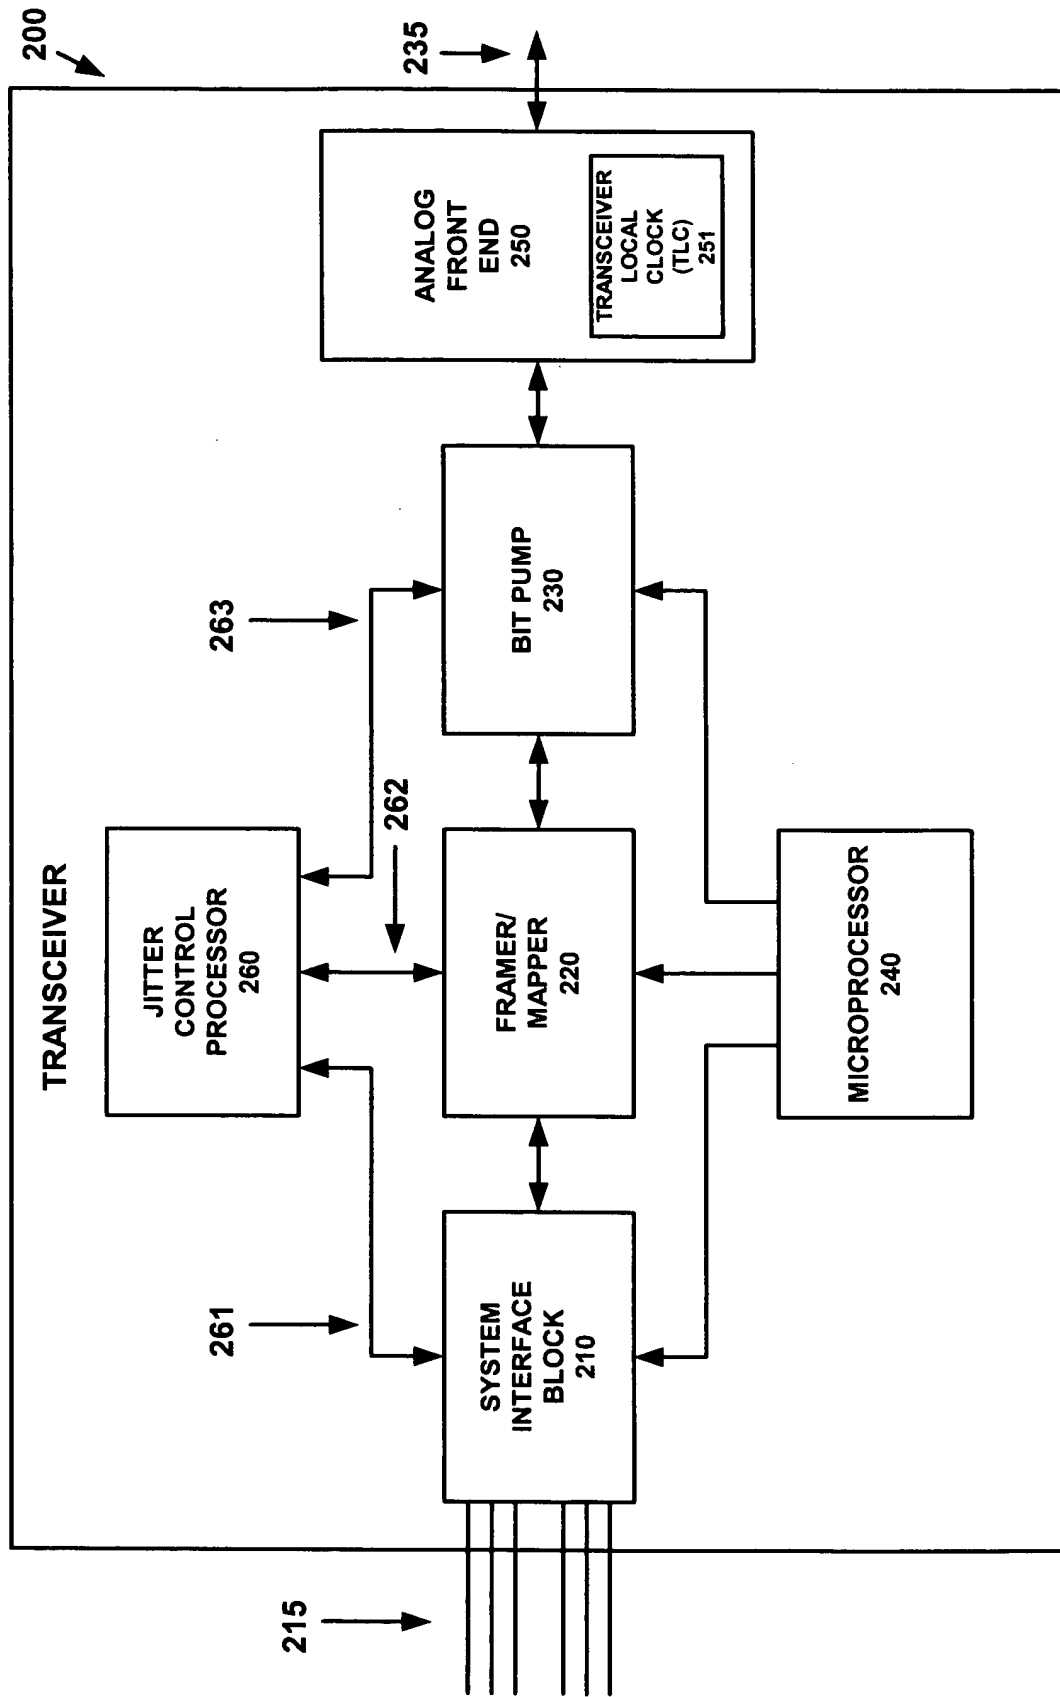 200
TRANSCEIVER
215
261
262
263
235
JITTER
CONTROL
PROCESSOR
260
SYSTEM
INTERFACE
BLOCK
210
FRAMER/
MAPPER
220
BIT PUMP
230
ANALOG
FRONT
END
250
TRANSCEIVER
LOCAL
CLOCK
(TLC)
251
MICROPROCESSOR
240